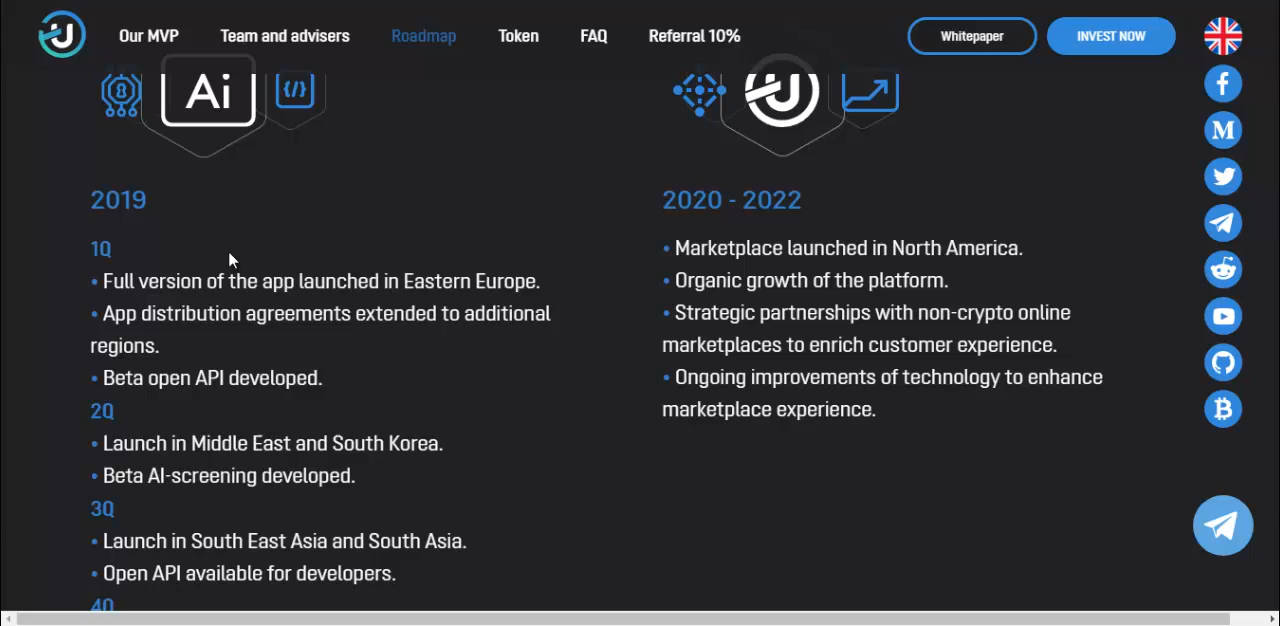 Our MVP
Team and advisers
Roadmap
Token
FAQ
Referral 10%
Whitepaper
INVEST NOW
Ai
2019
1Q
• Full version of the app launched in Eastern Europe.
• App distribution agreements extended to additional
regions.
• Beta open API developed.
2Q
• Launch in Middle East and South Korea.
• Beta AI-screening developed.
3Q
• Launch in South East Asia and South Asia.
• Open API available for developers.
4Q
2020 - 2022
• Marketplace launched in North America.
• Organic growth of the platform.
• Strategic partnerships with non-crypto online
marketplaces to enrich customer experience.
• Ongoing improvements of technology to enhance
marketplace experience.